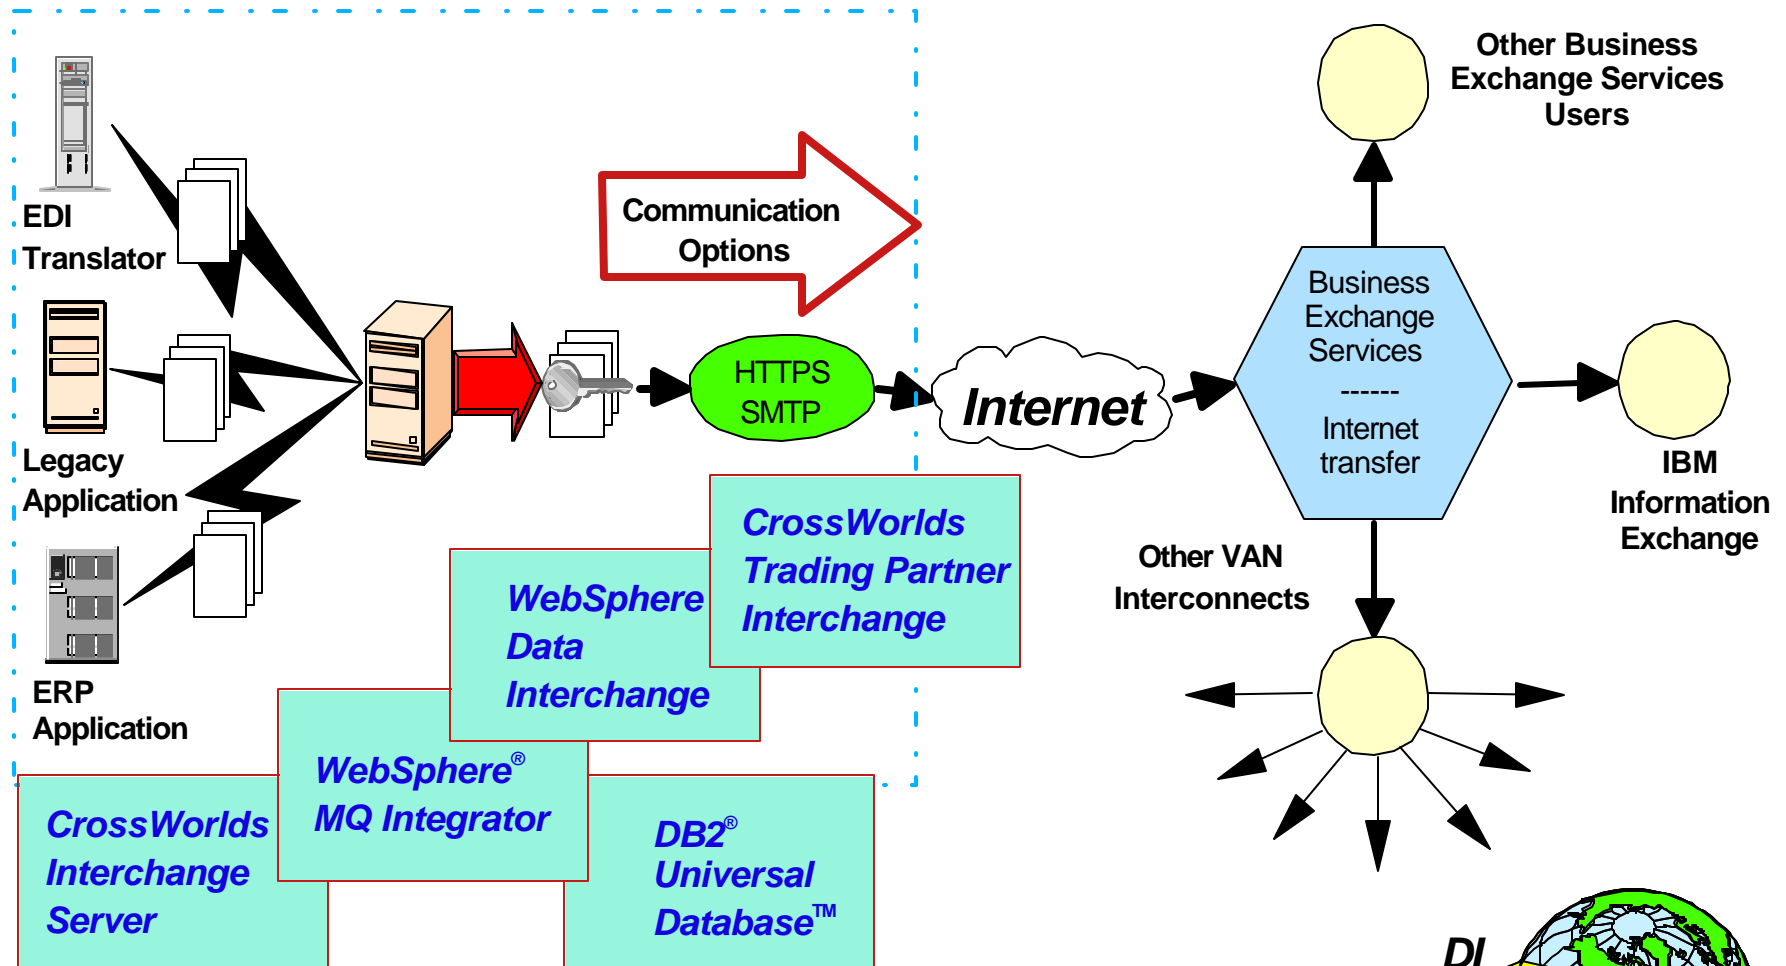 Other Business
Exchange Services
Users
EDI
Translator
Communication
Options
Business
Exchange
Services
------
Internet
transfer
HTTPS
SMTP
Internet
Legacy
Application
IBM
Information
Exchange
CrossWorlds
Trading Partner
Interchange
Other VAN
Interconnects
WebSphere
Data
Interchange
ERP
Application
WebSphere®
MQ Integrator
CrossWorlds
Interchange
Server
DB2®
Universal
Database™
DI